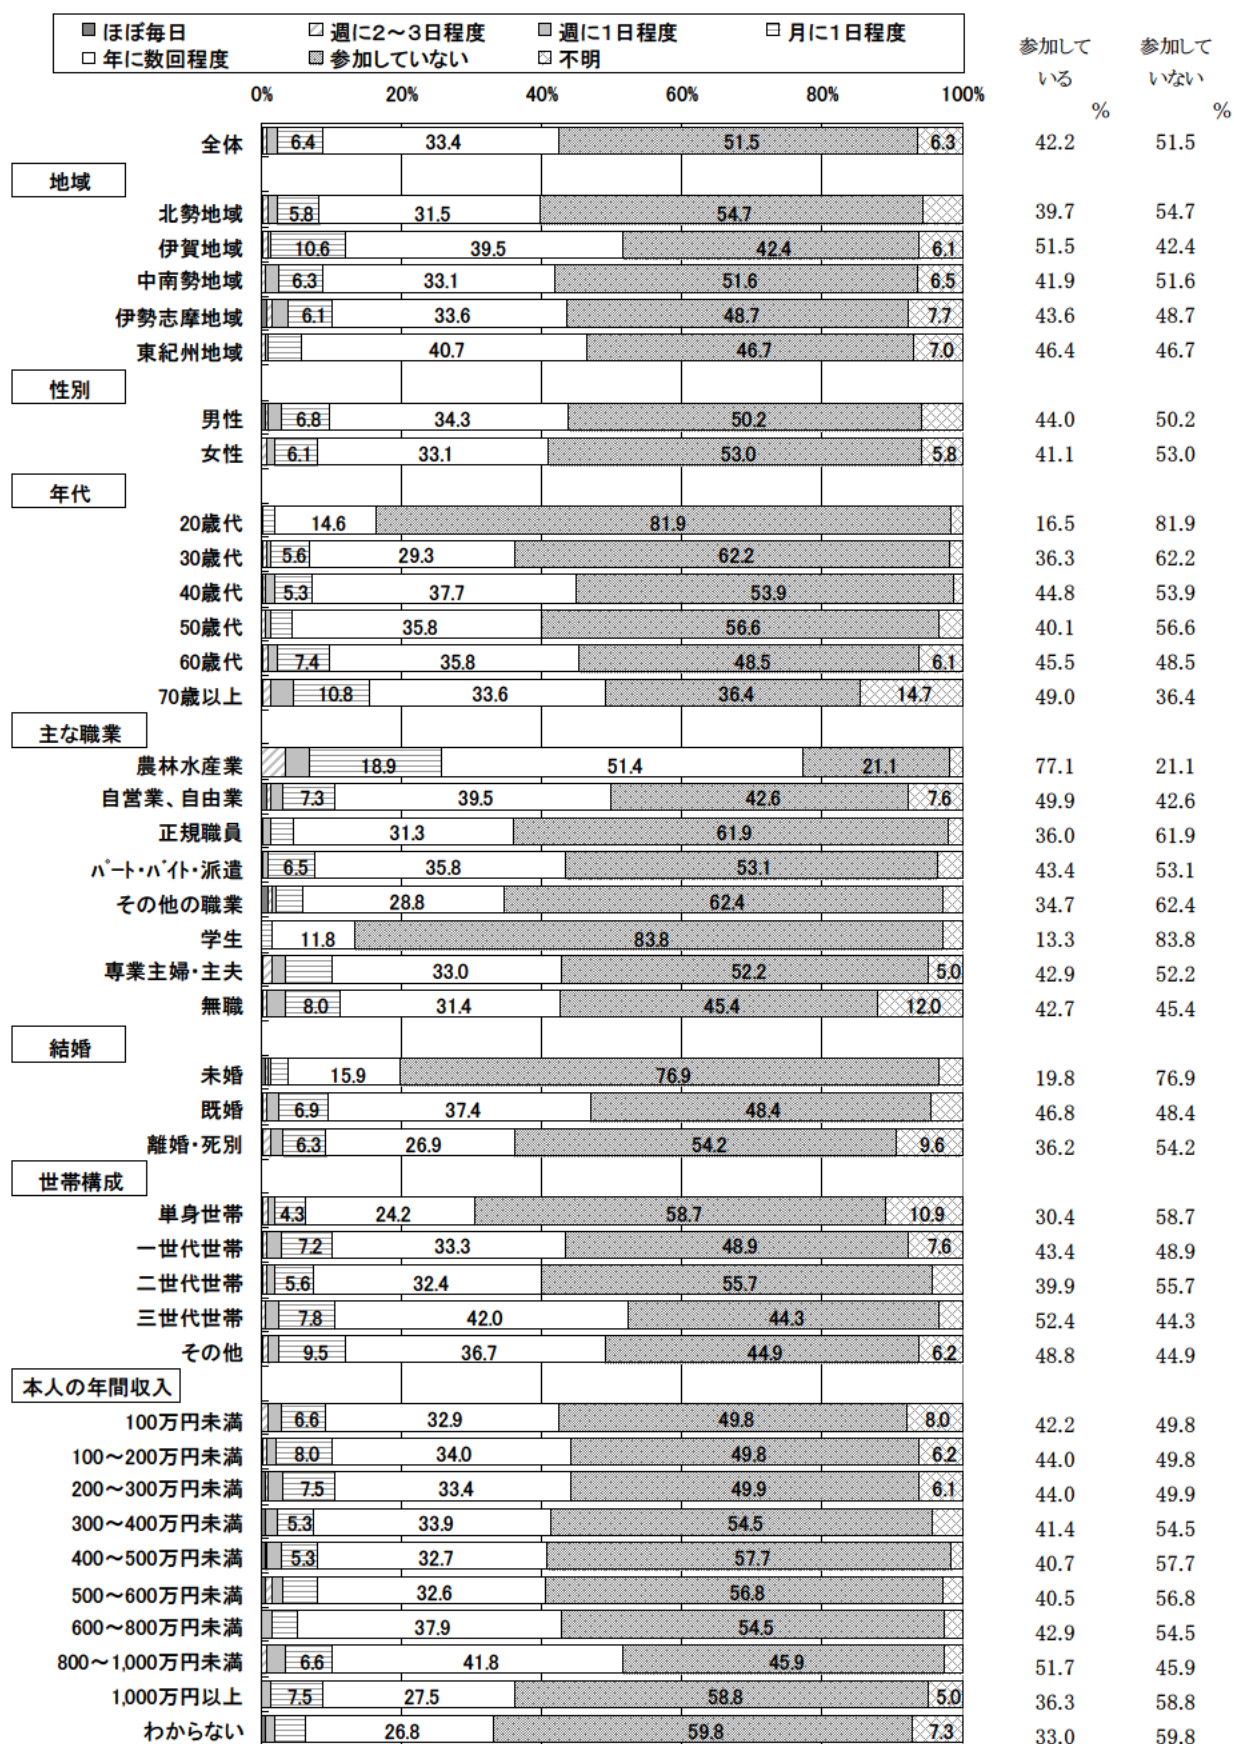 ほぼ毎日 週に2～3日程度 週に1日程度 月に1日程度
年に数回程度 参加していない 不明
参加して 参加して
いる いない
% %
0% 20% 40% 60% 80% 100%
全体 6.4 33.4 51.5 6.3 42.2 51.5
地域
北勢地域 5.8 31.5 54.7 39.7 54.7
伊賀地域 10.6 39.5 42.4 6.1 51.5 42.4
中南勢地域 6.3 33.1 51.6 6.5 41.9 51.6
伊勢志摩地域 6.1 33.6 48.7 7.7 43.6 48.7
東紀州地域 40.7 46.7 7.0 46.4 46.7
性別
男性 6.8 34.3 50.2 44.0 50.2
女性 6.1 33.1 53.0 5.8 41.1 53.0
年代
20歳代 14.6 81.9 16.5 81.9
30歳代 5.6 29.3 62.2 36.3 62.2
40歳代 5.3 37.7 53.9 44.8 53.9
50歳代 35.8 56.6 40.1 56.6
60歳代 7.4 35.8 48.5 6.1 45.5 48.5
70歳以上 10.8 33.6 36.4 14.7 49.0 36.4
主な職業
農林水産業 18.9 51.4 21.1 77.1 21.1
自営業、自由業 7.3 39.5 42.6 7.6 49.9 42.6
正規職員 31.3 61.9 36.0 61.9
ﾊﾟｰﾄ･ﾊﾞｲﾄ･派遣 6.5 35.8 53.1 43.4 53.1
その他の職業 28.8 62.4 34.7 62.4
学生 11.8 83.8 13.3 83.8
専業主婦・主夫 33.0 52.2 5.0 42.9 52.2
無職 8.0 31.4 45.4 12.0 42.7 45.4
結婚
未婚 15.9 76.9 19.8 76.9
既婚 6.9 37.4 48.4 46.8 48.4
離婚・死別 6.3 26.9 54.2 9.6 36.2 54.2
世帯構成
単身世帯 4.3 24.2 58.7 10.9 30.4 58.7
一世代世帯 7.2 33.3 48.9 7.6 43.4 48.9
二世代世帯 5.6 32.4 55.7 39.9 55.7
三世代世帯 7.8 42.0 44.3 52.4 44.3
その他 9.5 36.7 44.9 6.2 48.8 44.9
本人の年間収入
100万円未満 6.6 32.9 49.8 8.0 42.2 49.8
100～200万円未満 8.0 34.0 49.8 6.2 44.0 49.8
200～300万円未満 7.5 33.4 49.9 6.1 44.0 49.9
300～400万円未満 5.3 33.9 54.5 41.4 54.5
400～500万円未満 5.3 32.7 57.7 40.7 57.7
500～600万円未満 32.6 56.8 40.5 56.8
600～800万円未満 37.9 54.5 42.9 54.5
800～1,000万円未満 6.6 41.8 45.9 51.7 45.9
1,000万円以上 7.5 27.5 58.8 5.0 36.3 58.8
わからない 26.8 59.8 7.3 33.0 59.8